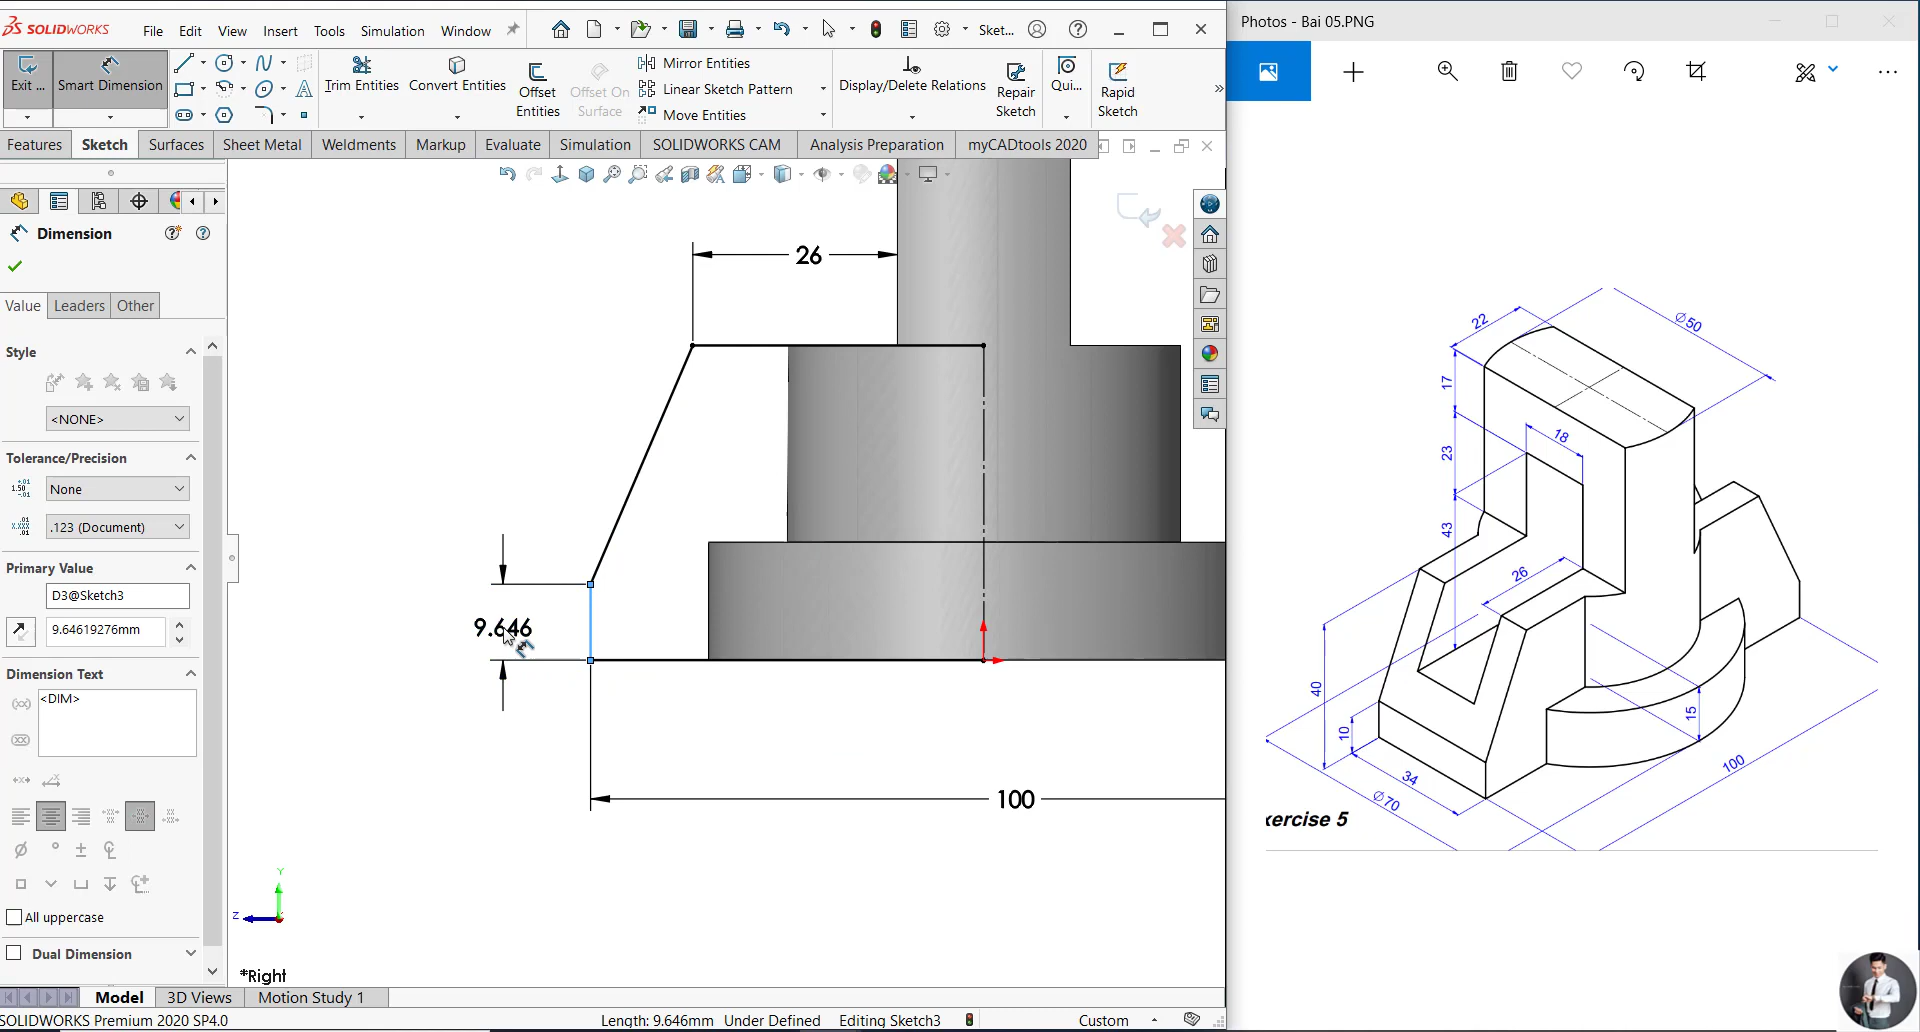 SOLIDWORKS
File
Edit
View
Insert
Tools
Simulation
Window
Sket...
Photos - Bai 05.PNG
Exit ...
Smart Dimension
Trim Entities
Convert Entities
Offset Entities
Offset On Surface
Mirror Entities
Linear Sketch Pattern
Move Entities
Display/Delete Relations
Repair Sketch
Qui...
Rapid Sketch
Features
Sketch
Surfaces
Sheet Metal
Weldments
Markup
Evaluate
Simulation
SOLIDWORKS CAM
Analysis Preparation
myCADtools 2020
Dimension
Value
Leaders
Other
Style
<NONE>
Tolerance/Precision
None
.123 (Document)
Primary Value
D3@Sketch3
9.64619276mm
Dimension Text
<DIM>
All uppercase
Dual Dimension
26
9.646
100
Y
Z
*Right
22
Ø50
17
18
23
43
26
40
15
10
34
Ø70
100
xercise 5
Model
3D Views
Motion Study 1
SOLIDWORKS Premium 2020 SP4.0
Length: 9.646mm
Under Defined
Editing Sketch3
Custom